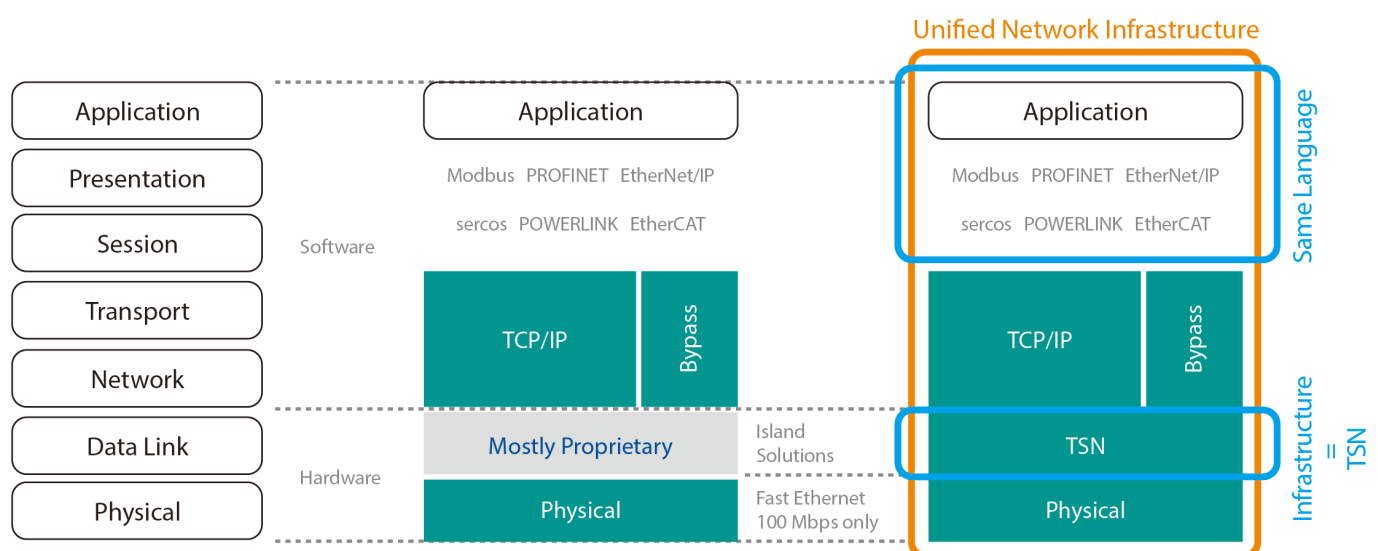 Unified Network Infrastructure
Application
Presentation
Session
Transport
Network
Data Link
Physical
Software
Hardware
Application
Modbus PROFINET EtherNet/IP
sercos POWERLINK EtherCAT
TCP/IP
Bypass
Mostly Proprietary
Physical
Island
Solutions
Fast Ethernet
100 Mbps only
Application
Modbus PROFINET EtherNet/IP
sercos POWERLINK EtherCAT
TCP/IP
Bypass
TSN
Physical
Same Language
Infrastructure
=
TSN